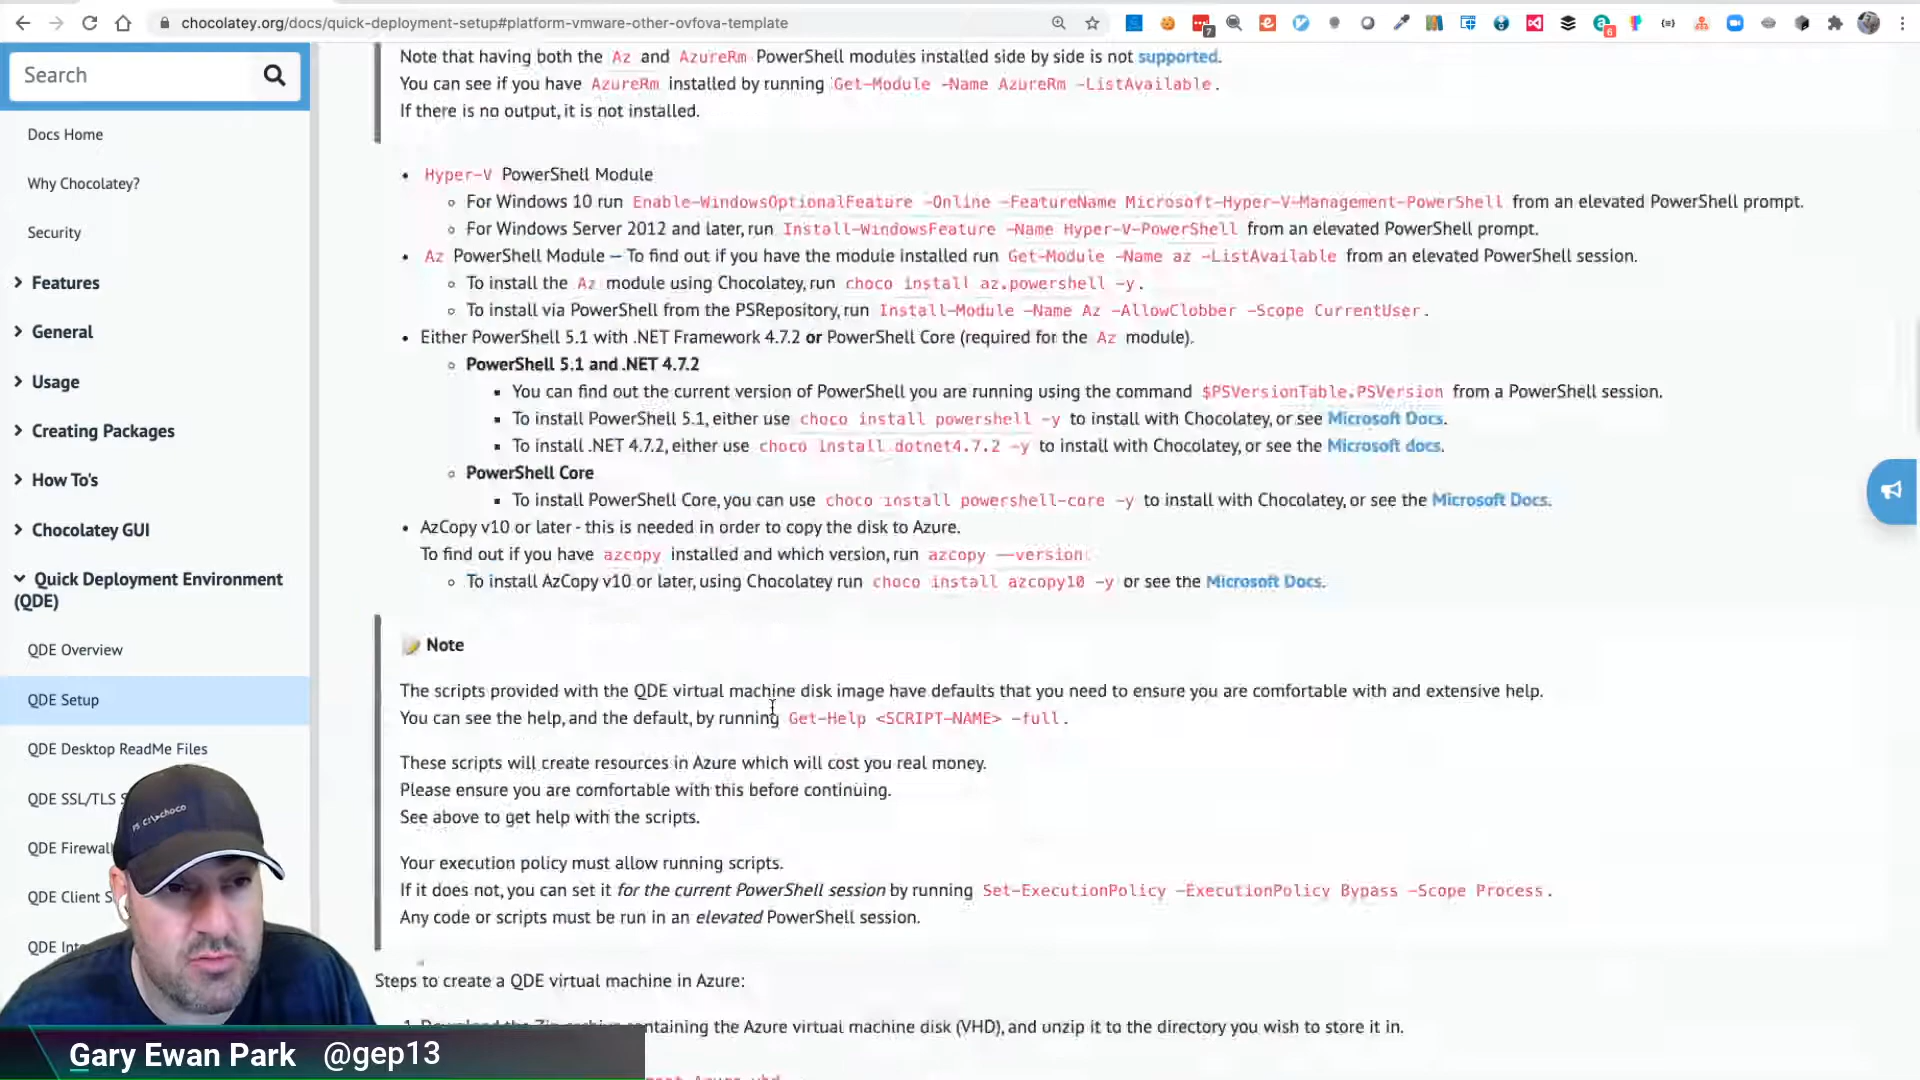 chocolatey.org/docs/quick-deployment-setup#platform-vmware-other-ovfova-template
7
6
Search
Docs Home
Why Chocolatey?
Security
Features
General
Usage
Creating Packages
How To's
Chocolatey GUI
Quick Deployment Environment
(QDE)
QDE Overview
QDE Setup
QDE Desktop ReadMe Files
QDE SSL/TLS S
QDE Firewall
QDE Client S
QDE Int
Note that having both the Az and AzureRm PowerShell modules installed side by side is not supported.
You can see if you have AzureRm installed by running Get-Module -Name AzureRm -ListAvailable.
If there is no output, it is not installed.
• Hyper-V PowerShell Module
◦ For Windows 10 run Enable-WindowsOptionalFeature -Online -FeatureName Microsoft-Hyper-V-Management-PowerShell from an elevated PowerShell prompt.
◦ For Windows Server 2012 and later, run Install-WindowsFeature -Name Hyper-V-PowerShell from an elevated PowerShell prompt.
• Az PowerShell Module – To find out if you have the module installed run Get-Module -Name az -ListAvailable from an elevated PowerShell session.
◦ To install the Az module using Chocolatey, run choco install az.powershell -y.
◦ To install via PowerShell from the PSRepository, run Install-Module -Name Az -AllowClobber -Scope CurrentUser.
• Either PowerShell 5.1 with .NET Framework 4.7.2 or PowerShell Core (required for the Az module).
◦ PowerShell 5.1 and .NET 4.7.2
▪ You can find out the current version of PowerShell you are running using the command $PSVersionTable.PSVersion from a PowerShell session.
▪ To install PowerShell 5.1, either use choco install powershell -y to install with Chocolatey, or see Microsoft Docs.
▪ To install .NET 4.7.2, either use choco install dotnet4.7.2 -y to install with Chocolatey, or see the Microsoft docs.
◦ PowerShell Core
▪ To install PowerShell Core, you can use choco install powershell-core -y to install with Chocolatey, or see the Microsoft Docs.
• AzCopy v10 or later - this is needed in order to copy the disk to Azure.
To find out if you have azcopy installed and which version, run azcopy --version
◦ To install AzCopy v10 or later, using Chocolatey run choco install azcopy10 -y or see the Microsoft Docs.
Note
The scripts provided with the QDE virtual machine disk image have defaults that you need to ensure you are comfortable with and extensive help.
You can see the help, and the default, by running Get-Help <SCRIPT-NAME> -full.
These scripts will create resources in Azure which will cost you real money.
Please ensure you are comfortable with this before continuing.
See above to get help with the scripts.
Your execution policy must allow running scripts.
If it does not, you can set it for the current PowerShell session by running Set-ExecutionPolicy -ExecutionPolicy Bypass -Scope Process.
Any code or scripts must be run in an elevated PowerShell session.
Steps to create a QDE virtual machine in Azure:
1. Download the Zip archive containing the Azure virtual machine disk (VHD), and unzip it to the directory you wish to store it in.
PS C:\>choco
Gary Ewan Park @gep13